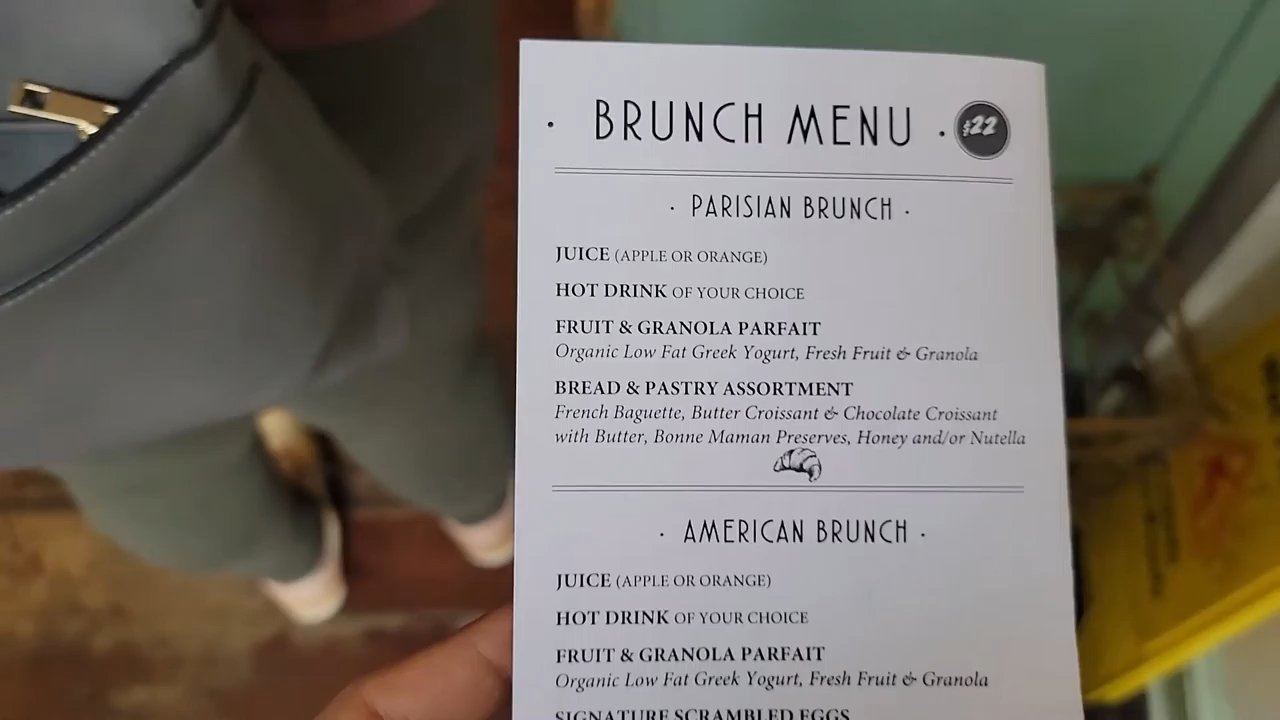 · BRUNCH MENU · $22
· PARISIAN BRUNCH ·
JUICE (APPLE OR ORANGE)
HOT DRINK OF YOUR CHOICE
FRUIT & GRANOLA PARFAIT
Organic Low Fat Greek Yogurt, Fresh Fruit & Granola
BREAD & PASTRY ASSORTMENT
French Baguette, Butter Croissant & Chocolate Croissant
with Butter, Bonne Maman Preserves, Honey and/or Nutella
· AMERICAN BRUNCH ·
JUICE (APPLE OR ORANGE)
HOT DRINK OF YOUR CHOICE
FRUIT & GRANOLA PARFAIT
Organic Low Fat Greek Yogurt, Fresh Fruit & Granola
SIGNATURE SCRAMBLED EGGS